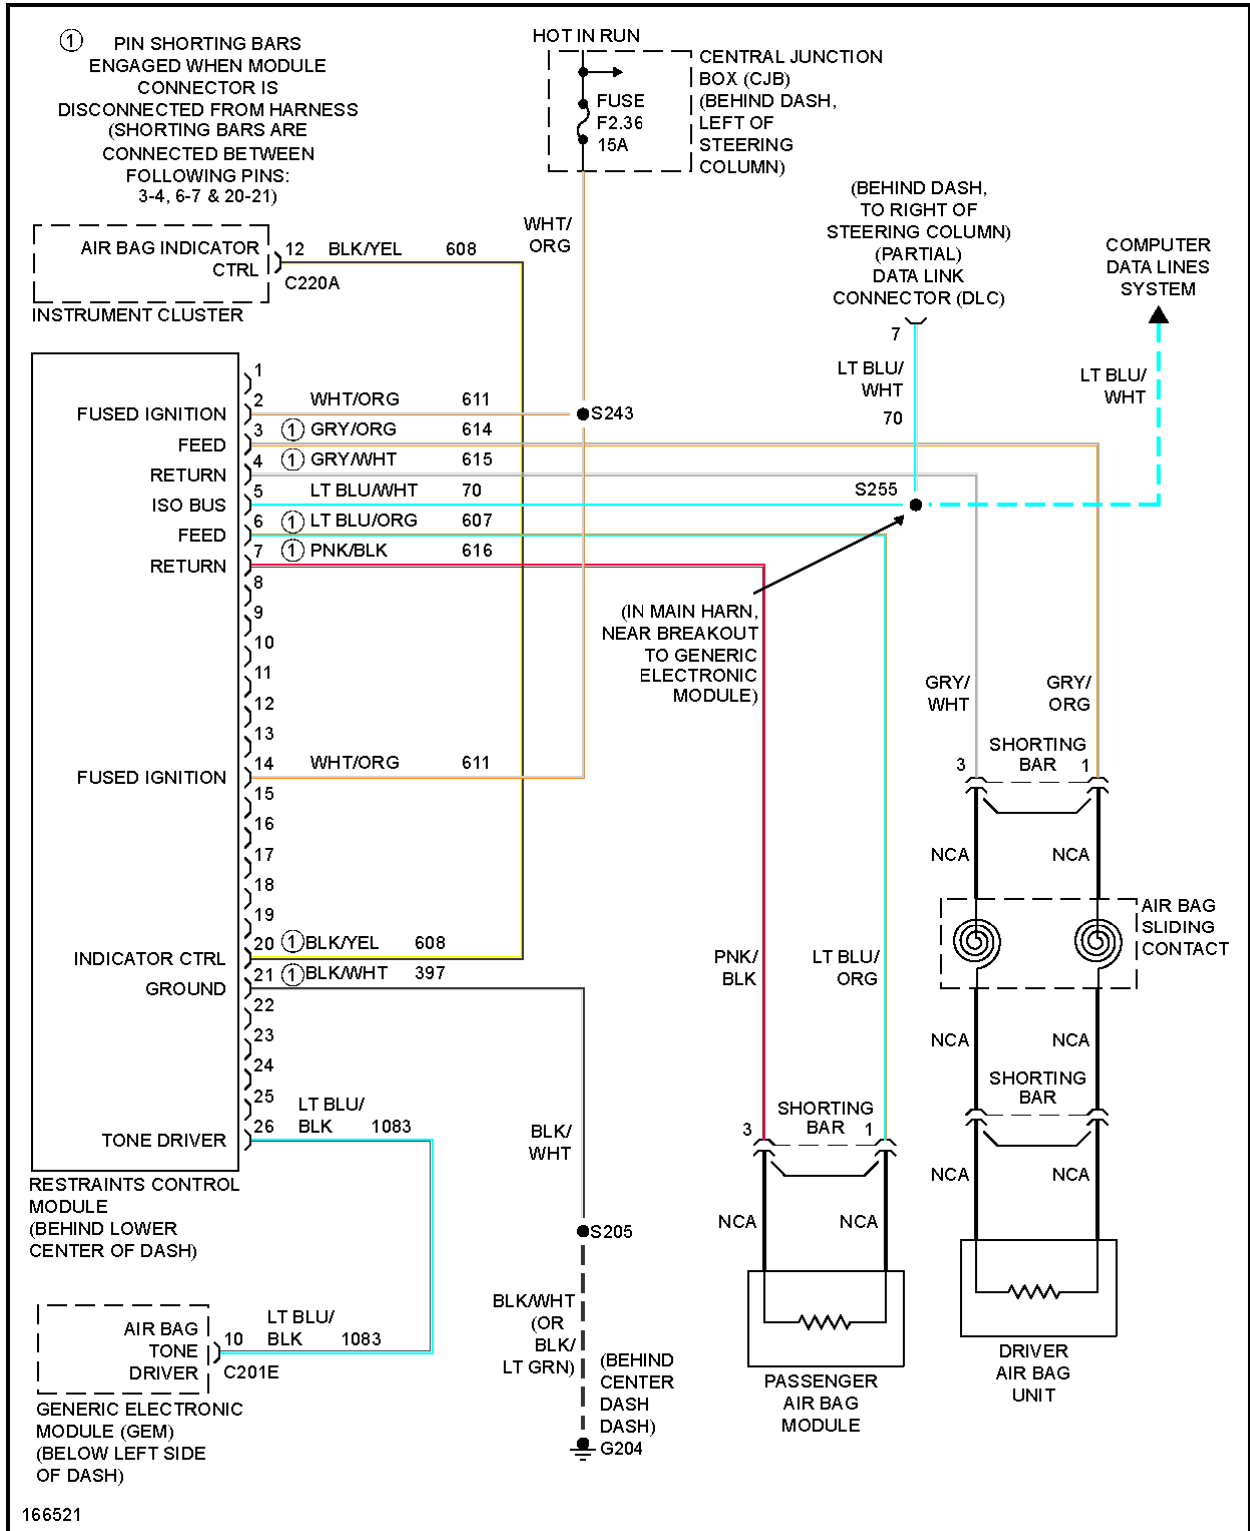 1 PIN SHORTING BARS
ENGAGED WHEN MODULE
CONNECTOR IS
DISCONNECTED FROM HARNESS
(SHORTING BARS ARE
CONNECTED BETWEEN
FOLLOWING PINS:
3-4, 6-7 & 20-21)
HOT IN RUN
FUSE
F2.36
15A
CENTRAL JUNCTION
BOX (CJB)
(BEHIND DASH,
LEFT OF
STEERING
COLUMN)
WHT/
ORG
(BEHIND DASH,
TO RIGHT OF
STEERING COLUMN)
(PARTIAL)
DATA LINK
CONNECTOR (DLC)
7
LT BLU/
WHT
70
COMPUTER
DATA LINES
SYSTEM
LT BLU/
WHT
AIR BAG INDICATOR
CTRL
12 BLK/YEL 608
C220A
INSTRUMENT CLUSTER
1
2 WHT/ORG 611
FUSED IGNITION
S243
3 1 GRY/ORG 614
FEED
4 1 GRY/WHT 615
RETURN
5 LT BLU/WHT 70
ISO BUS
S255
6 1 LT BLU/ORG 607
FEED
7 1 PNK/BLK 616
RETURN
8
9
10
11
12
13
14 WHT/ORG 611
FUSED IGNITION
15
16
17
18
19
20 1 BLK/YEL 608
INDICATOR CTRL
21 1 BLK/WHT 397
GROUND
22
23
24
25
26 LT BLU/
BLK 1083
TONE DRIVER
RESTRAINTS CONTROL
MODULE
(BEHIND LOWER
CENTER OF DASH)
(IN MAIN HARN,
NEAR BREAKOUT
TO GENERIC
ELECTRONIC
MODULE)
GRY/
WHT
GRY/
ORG
3 SHORTING
BAR 1
NCA NCA
AIR BAG
SLIDING
CONTACT
NCA NCA
SHORTING
BAR
NCA NCA
DRIVER
AIR BAG
UNIT
PNK/
BLK
LT BLU/
ORG
3 SHORTING
BAR 1
NCA NCA
PASSENGER
AIR BAG
MODULE
BLK/
WHT
S205
BLK/WHT
(OR
BLK/
LT GRN)
(BEHIND
CENTER
DASH
DASH)
G204
AIR BAG
TONE
DRIVER
10 LT BLU/
BLK 1083
C201E
GENERIC ELECTRONIC
MODULE (GEM)
(BELOW LEFT SIDE
OF DASH)
166521